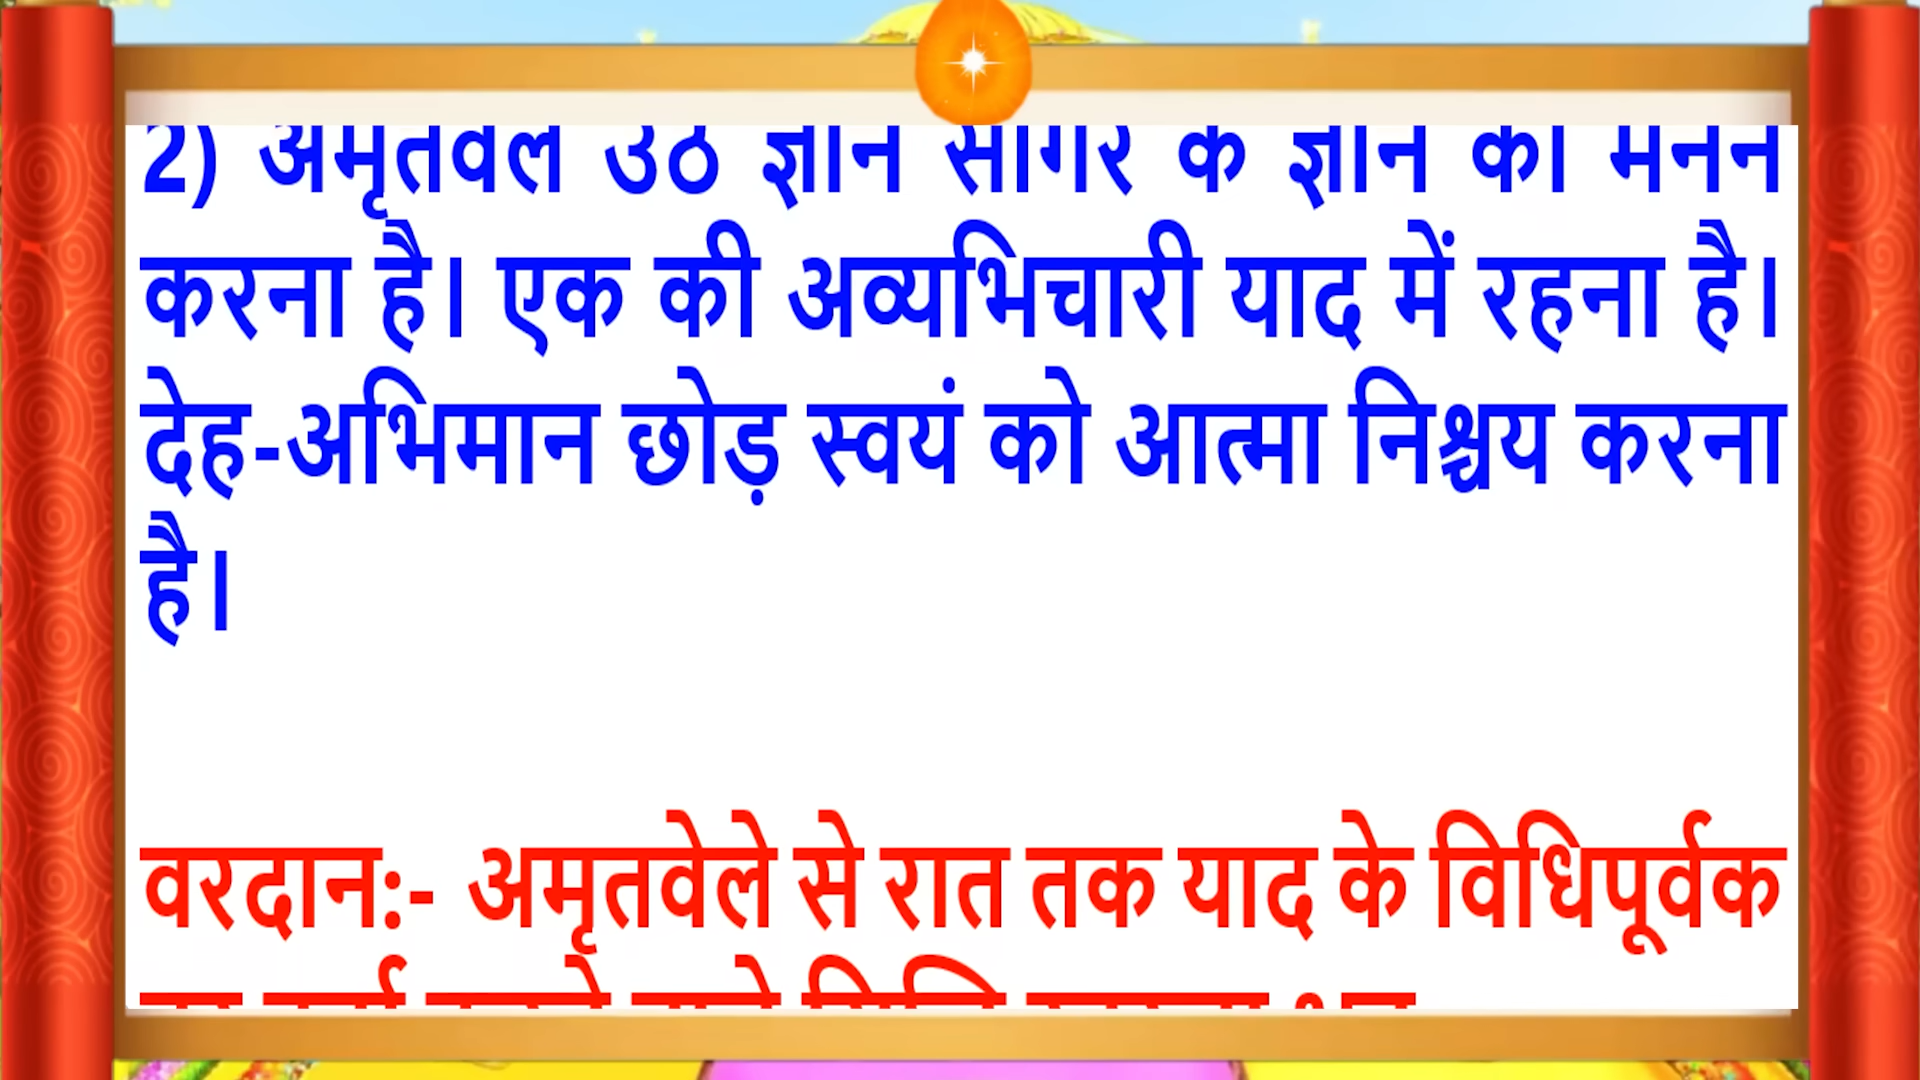 2) अमृतवेले उठ ज्ञान सागर के ज्ञान का मनन
करना है। एक की अव्यभिचारी याद में रहना है।
देह-अभिमान छोड़ स्वयं को आत्मा निश्चय करना
है।
वरदान:- अमृतवेले से रात तक याद के विधिपूर्वक